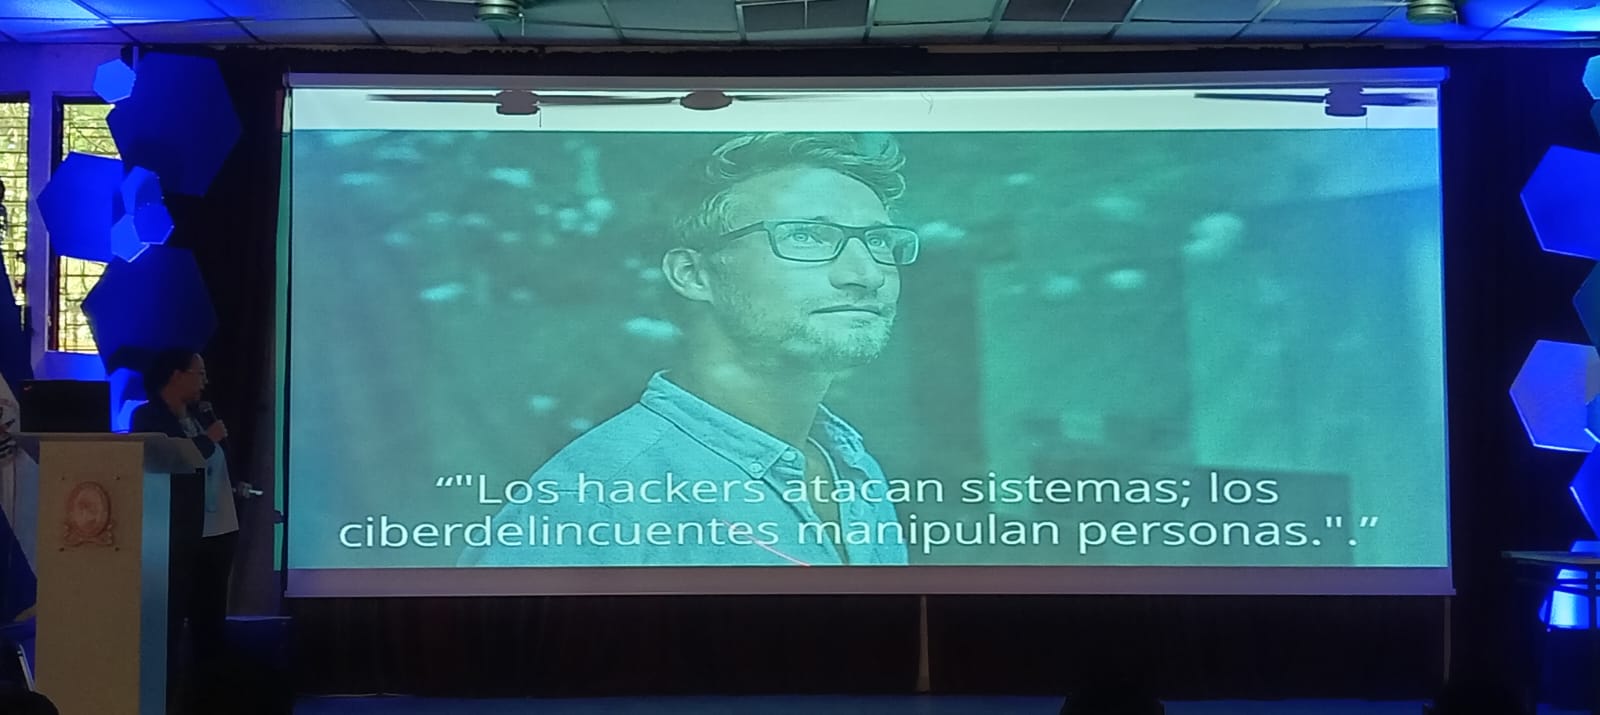 “"Los hackers atacan sistemas; los
ciberdelincuentes manipulan personas.".”